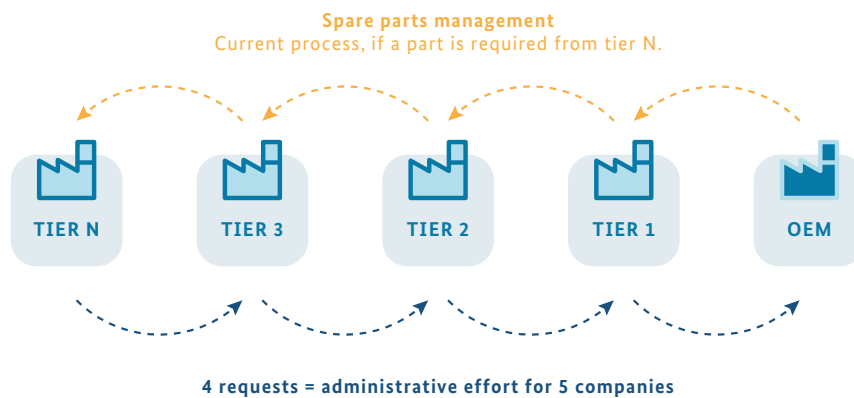 Spare parts management
Current process, if a part is required from tier N.
TIER N
TIER 3
TIER 2
TIER 1
OEM
4 requests = administrative effort for 5 companies